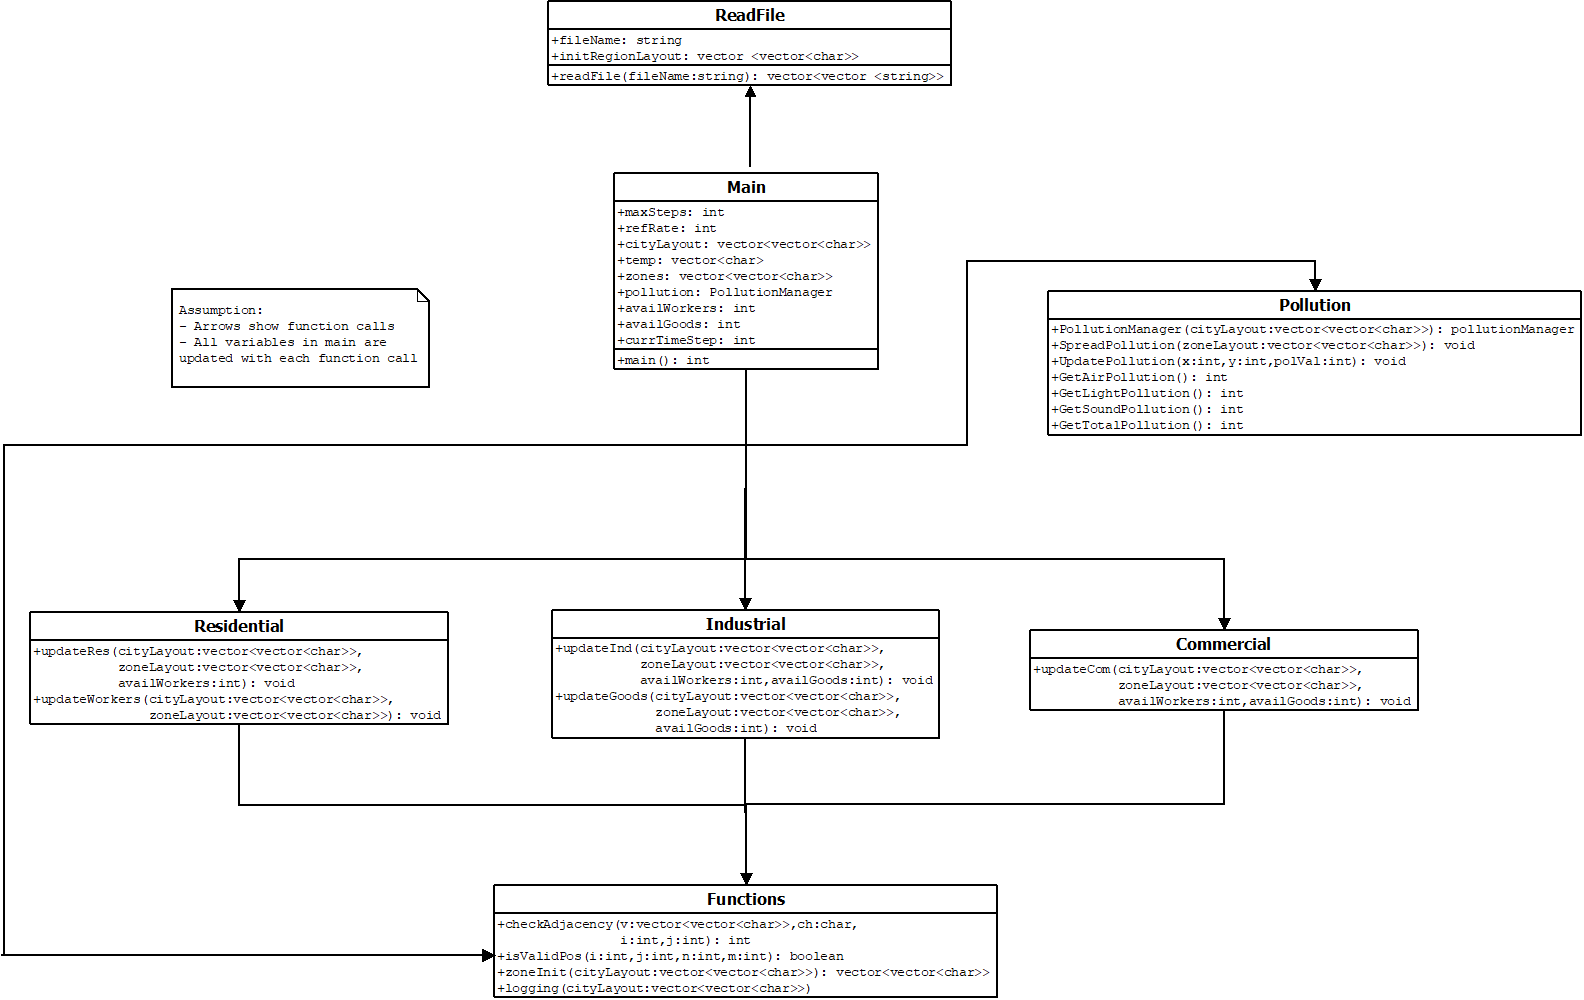 ReadFile
+fileName: string
+initRegionLayout: vector <vector<char>>
+readFile(fileName:string): vector<vector <string>>
Main
+maxSteps: int
+refRate: int
+cityLayout: vector<vector<char>>
+temp: vector<char>
+zones: vector<vector<char>>
+pollution: PollutionManager
+availWorkers: int
+availGoods: int
+currTimeStep: int
+main(): int
Assumption:
- Arrows show function calls
- All variables in main are
updated with each function call
Pollution
+PollutionManager(cityLayout:vector<vector<char>>): pollutionManager
+SpreadPollution(zoneLayout:vector<vector<char>>): void
+UpdatePollution(x:int,y:int,polVal:int): void
+GetAirPollution(): int
+GetLightPollution(): int
+GetSoundPollution(): int
+GetTotalPollution(): int
Residential
+updateRes(cityLayout:vector<vector<char>>,
zoneLayout:vector<vector<char>>,
availWorkers:int): void
+updateWorkers(cityLayout:vector<vector<char>>,
zoneLayout:vector<vector<char>>): void
Industrial
+updateInd(cityLayout:vector<vector<char>>,
zoneLayout:vector<vector<char>>,
availWorkers:int,availGoods:int): void
+updateGoods(cityLayout:vector<vector<char>>,
zoneLayout:vector<vector<char>>,
availGoods:int): void
Commercial
+updateCom(cityLayout:vector<vector<char>>,
zoneLayout:vector<vector<char>>,
availWorkers:int,availGoods:int): void
Functions
+checkAdjacency(v:vector<vector<char>>,ch:char,
i:int,j:int): int
+isValidPos(i:int,j:int,n:int,m:int): boolean
+zoneInit(cityLayout:vector<vector<char>>): vector<vector<char>>
+logging(cityLayout:vector<vector<char>>)